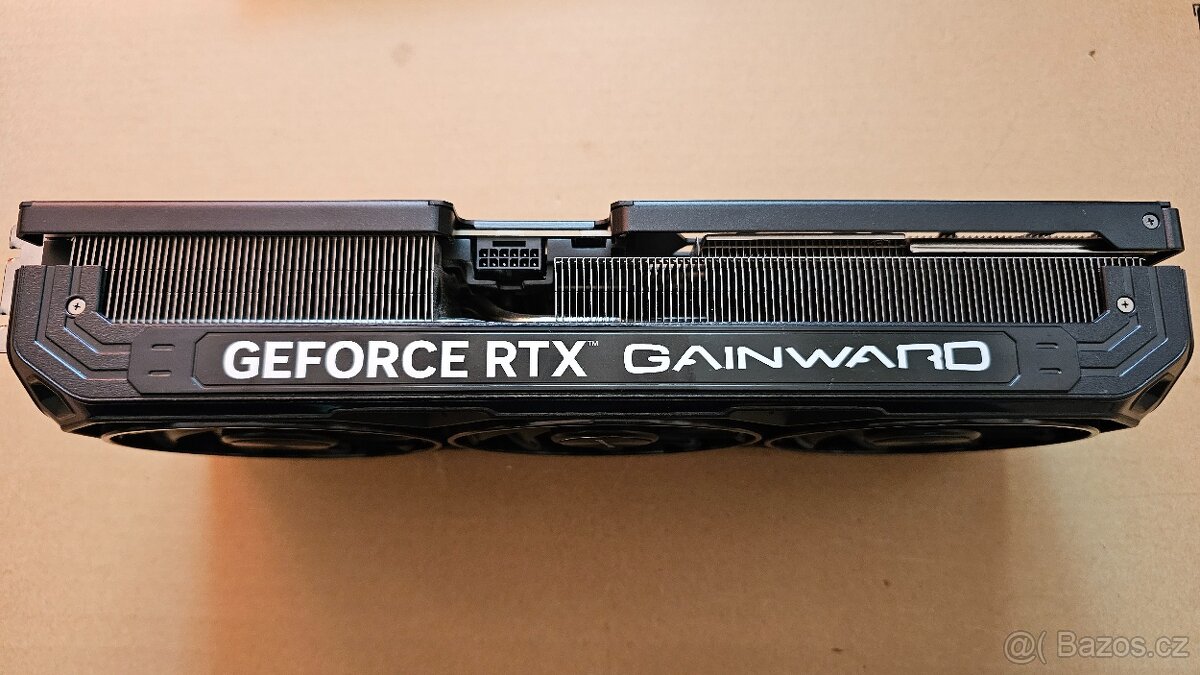 GEFORCE RTX™ GAINWARD
@( Bazos.cz